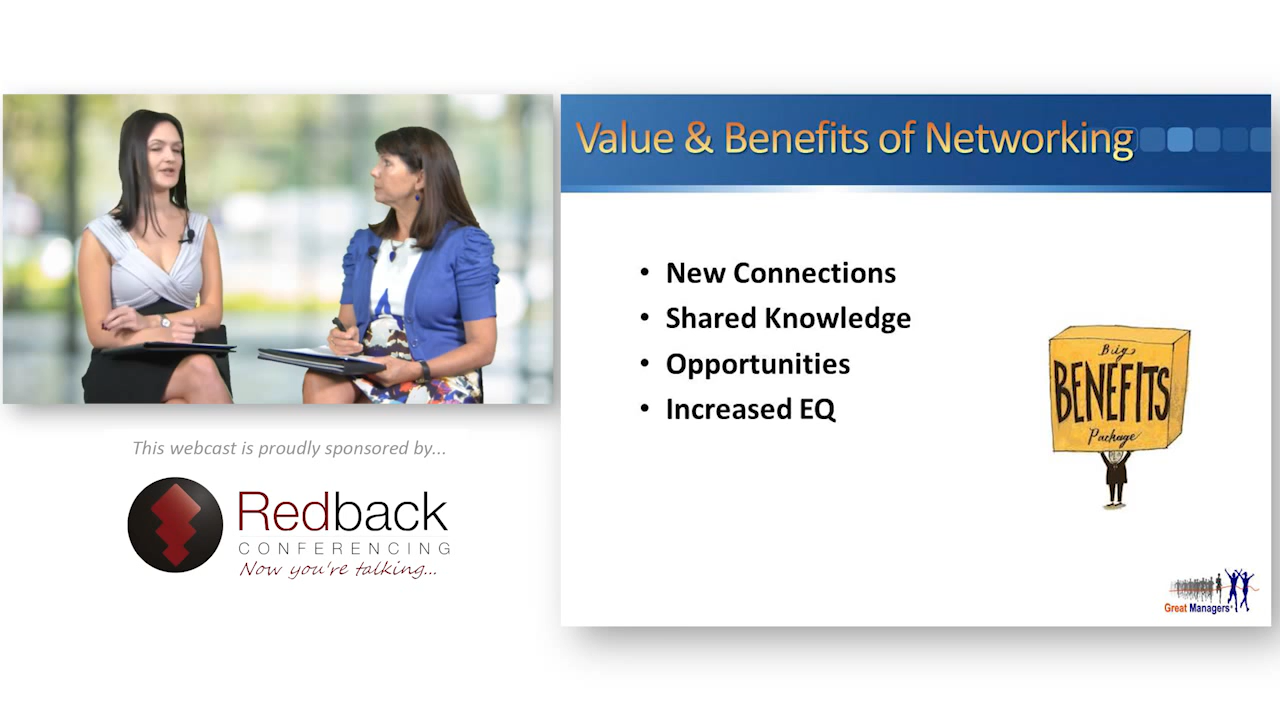 Value & Benefits of Networking
• New Connections
• Shared Knowledge
• Opportunities
• Increased EQ
Big
BENEFITS
Package
Great Managers®
This webcast is proudly sponsored by...
Redback
CONFERENCING
Now you're talking...